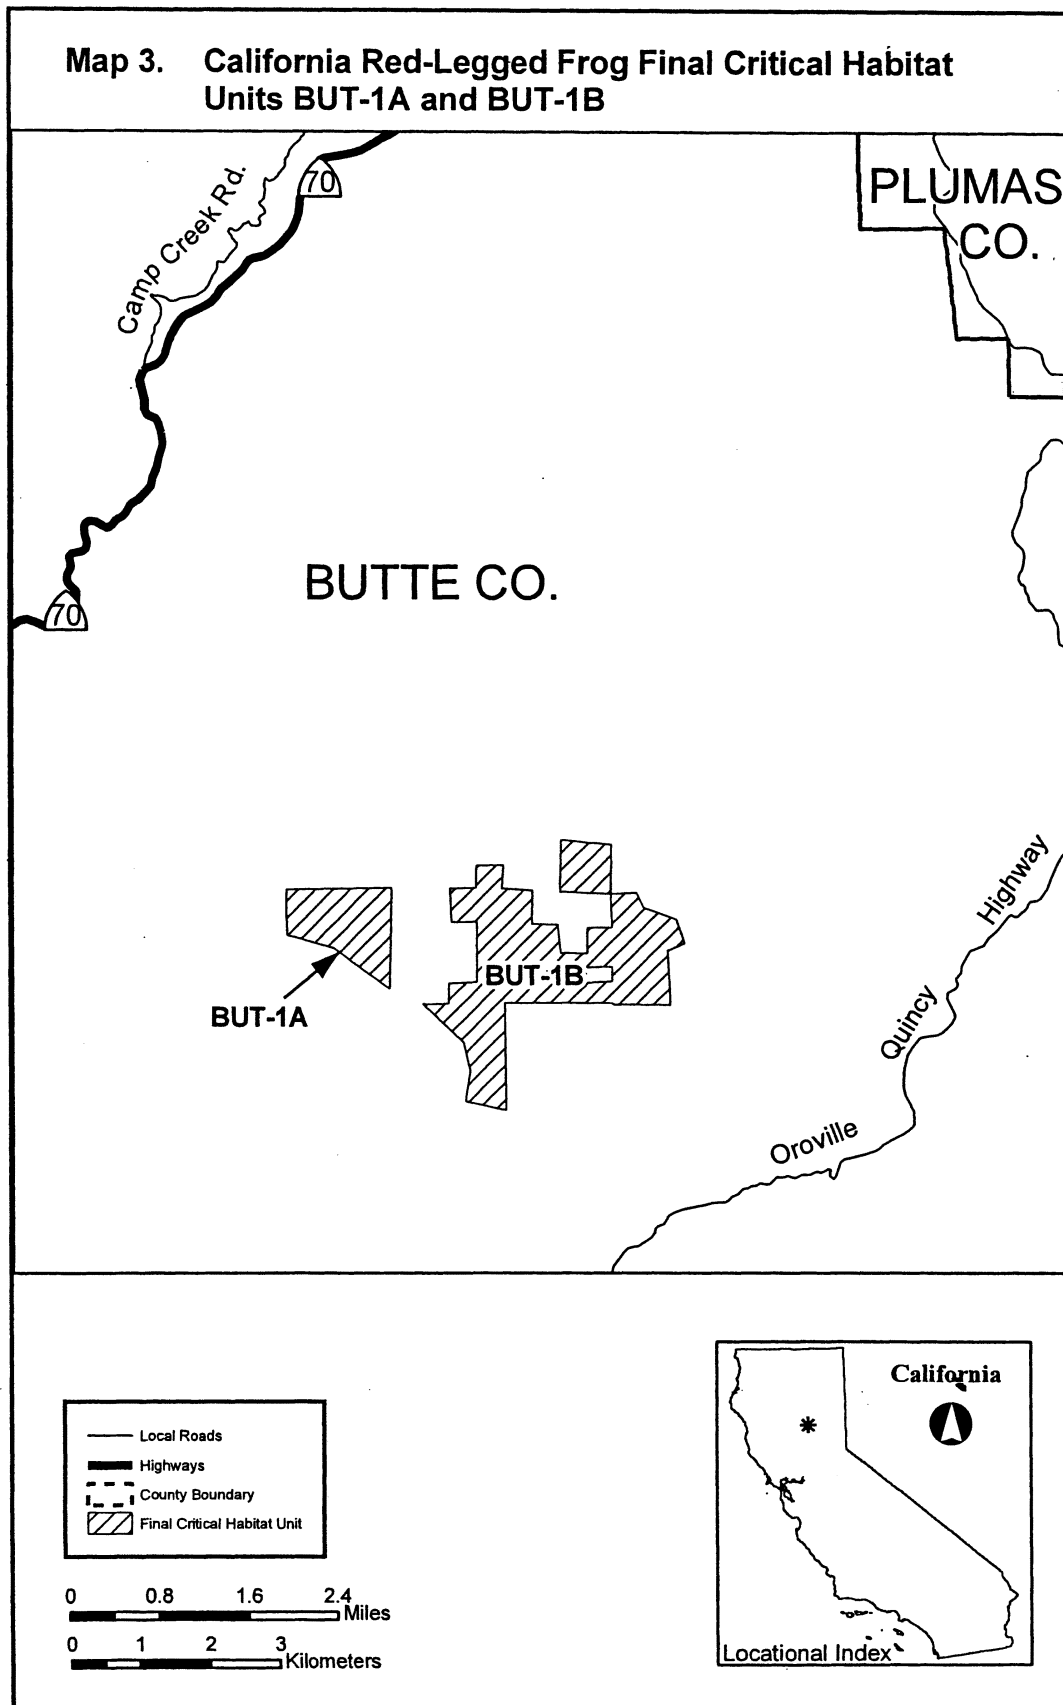 Map 3. California Red-Legged Frog Final Critical Habitat
Units BUT-1A and BUT-1B
Camp Creek Rd.
70
PLUMAS
CO.
BUTTE CO.
70
Highway
Quincy
Oroville
BUT-1B
BUT-1A
Local Roads
Highways
County Boundary
Final Critical Habitat Unit
0 0.8 1.6 2.4
Miles
0 1 2 3
Kilometers
California
Locational Index